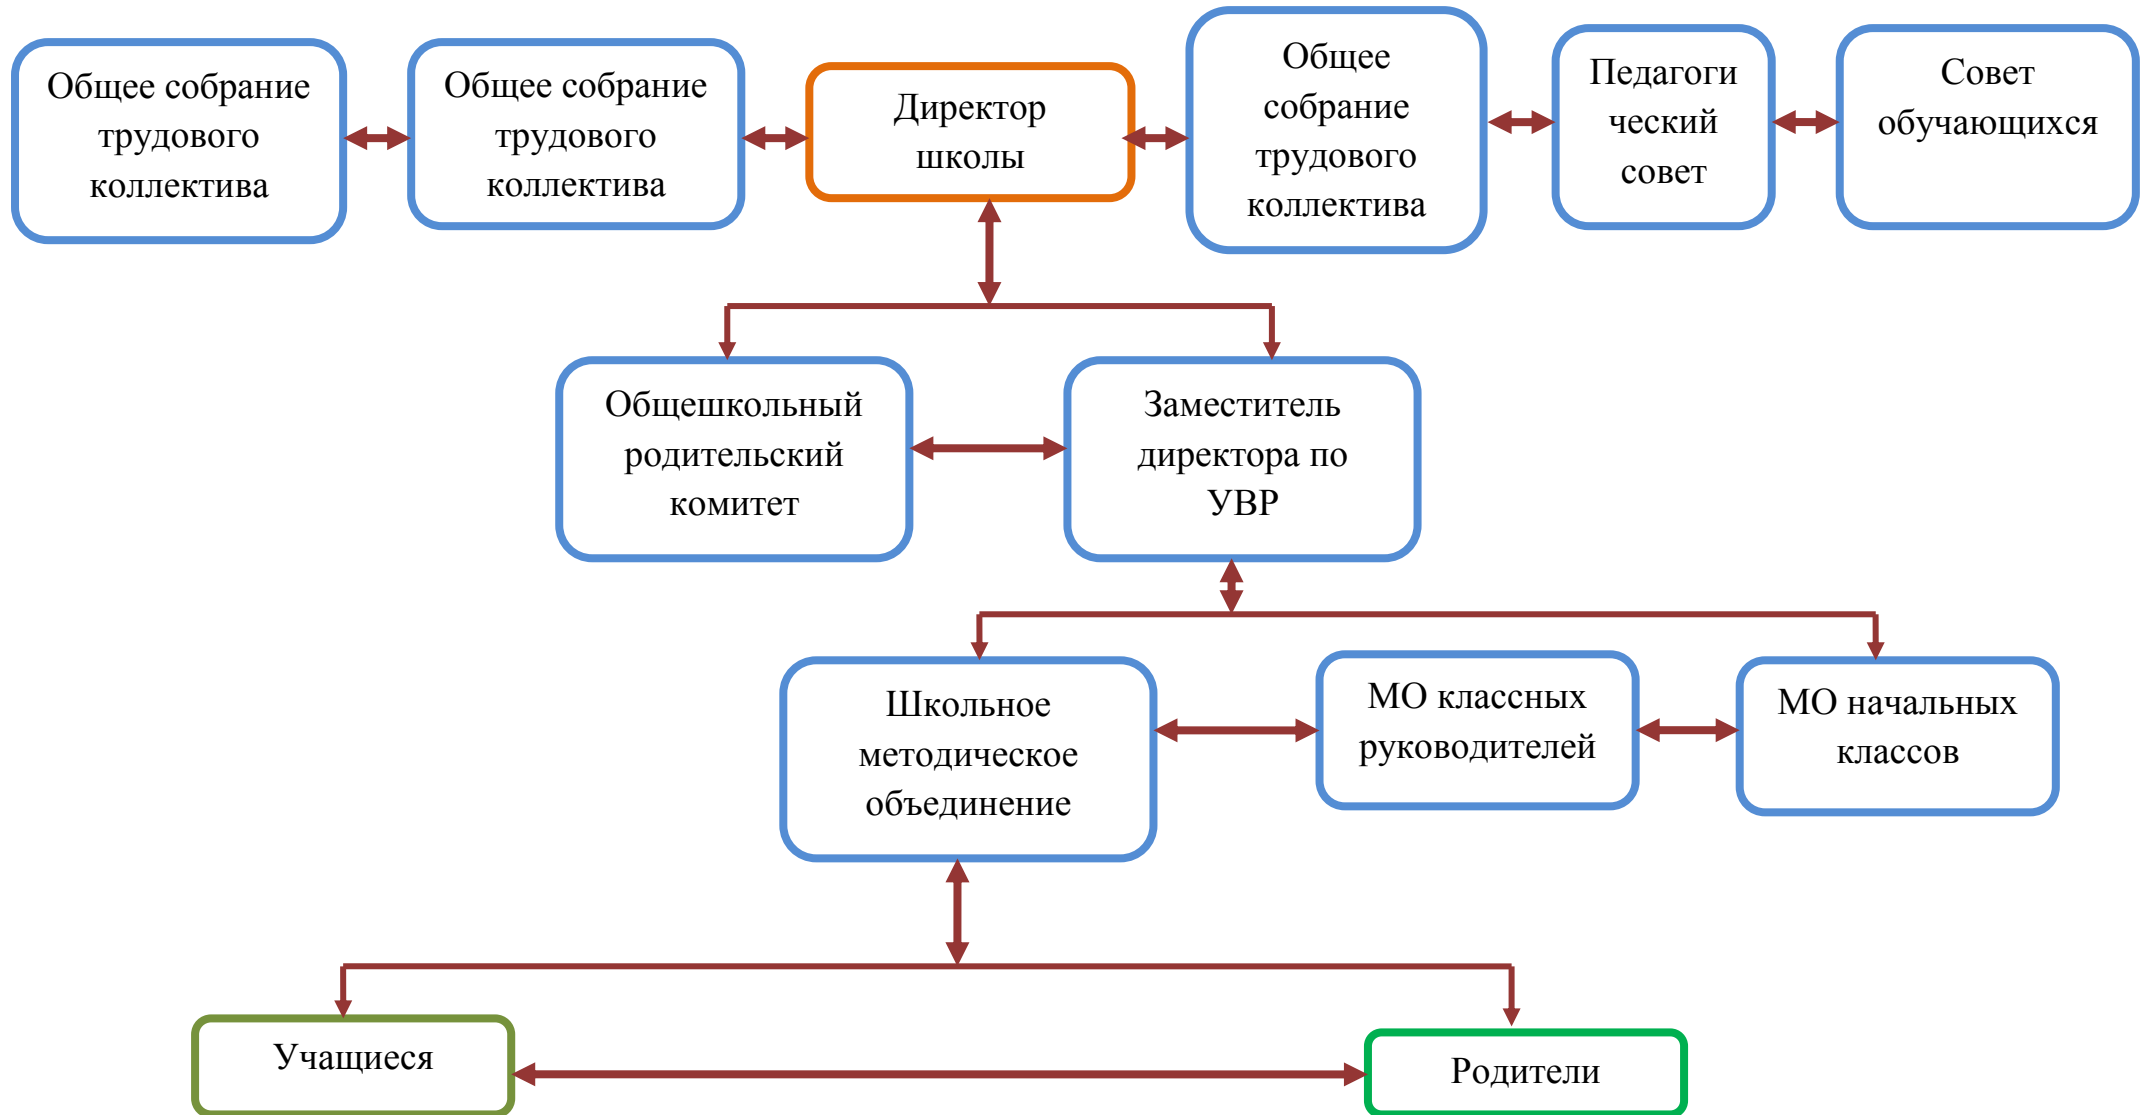 Общее собрание
трудового
коллектива
Общее собрание
трудового
коллектива
Директор
школы
Общее
собрание
трудового
коллектива
Педагоги
ческий
совет
Совет
обучающихся
Общешкольный
родительский
комитет
Заместитель
директора по
УВР
Школьное
методическое
объединение
МО классных
руководителей
МО начальных
классов
Учащиеся
Родители